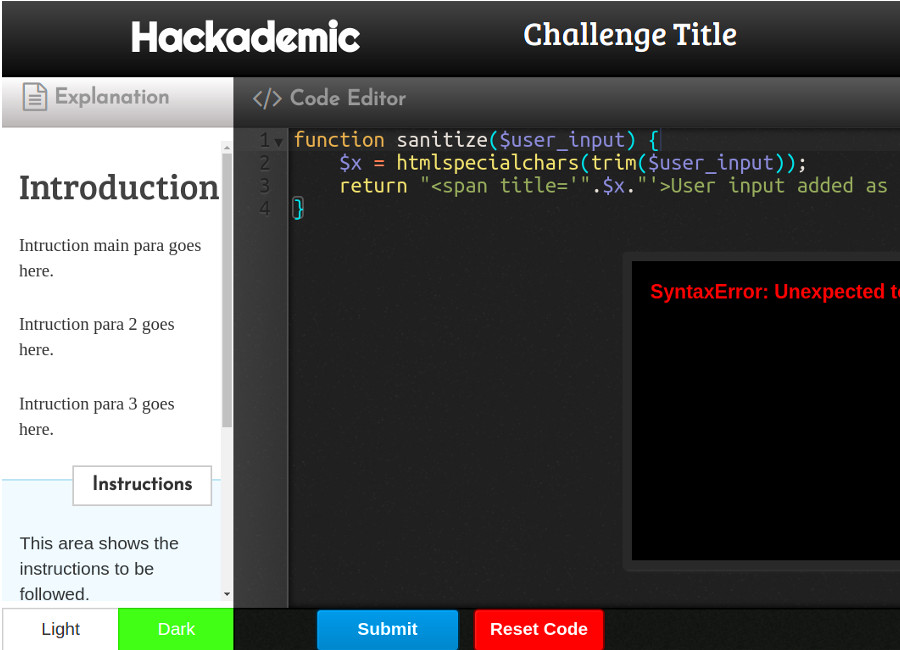 Hackademic
Challenge Title
Explanation
</> Code Editor
Introduction
Intruction main para goes
here.
Intruction para 2 goes
here.
Intruction para 3 goes
here.
Instructions
This area shows the
instructions to be
followed.
1 function sanitize($user_input) {
2 $x = htmlspecialchars(trim($user_input));
3 return "<span title='".$x."'>User input added as
4 }
SyntaxError: Unexpected
Light
Dark
Submit
Reset Code